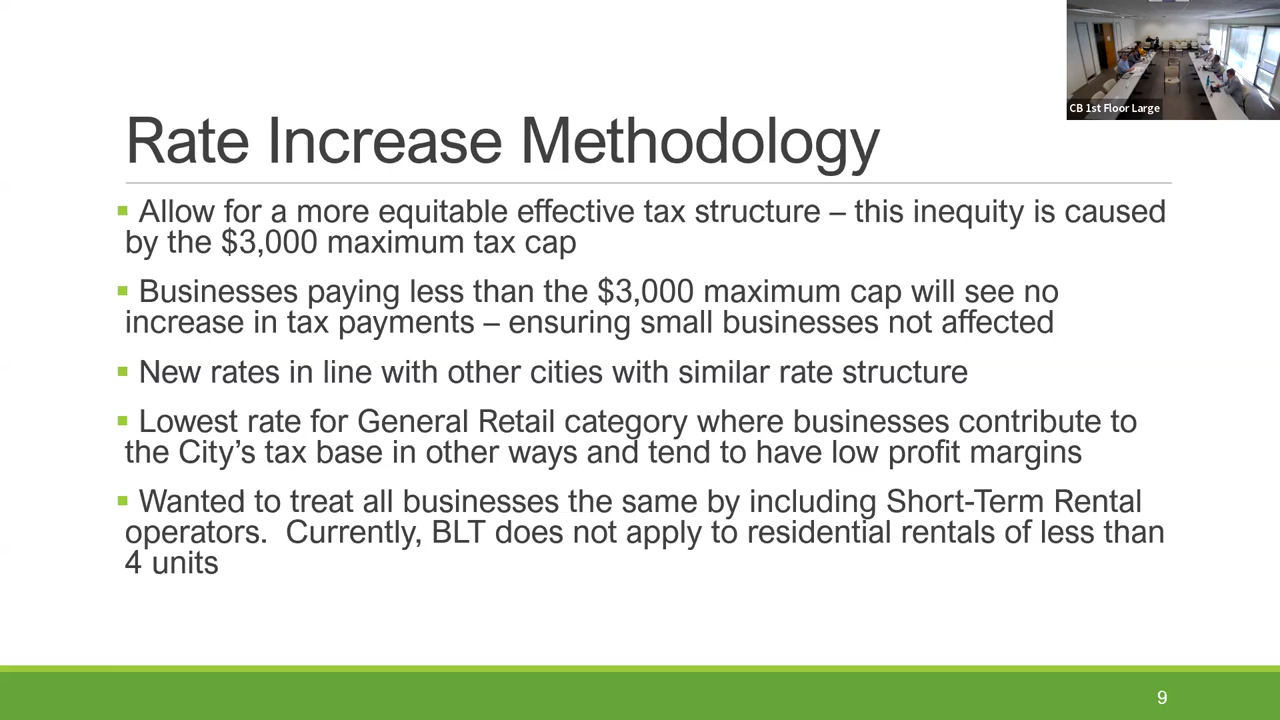 CB 1st Floor Large
Rate Increase Methodology
▪ Allow for a more equitable effective tax structure – this inequity is caused
by the $3,000 maximum tax cap
▪ Businesses paying less than the $3,000 maximum cap will see no
increase in tax payments – ensuring small businesses not affected
▪ New rates in line with other cities with similar rate structure
▪ Lowest rate for General Retail category where businesses contribute to
the City’s tax base in other ways and tend to have low profit margins
▪ Wanted to treat all businesses the same by including Short-Term Rental
operators.  Currently, BLT does not apply to residential rentals of less than
4 units
9